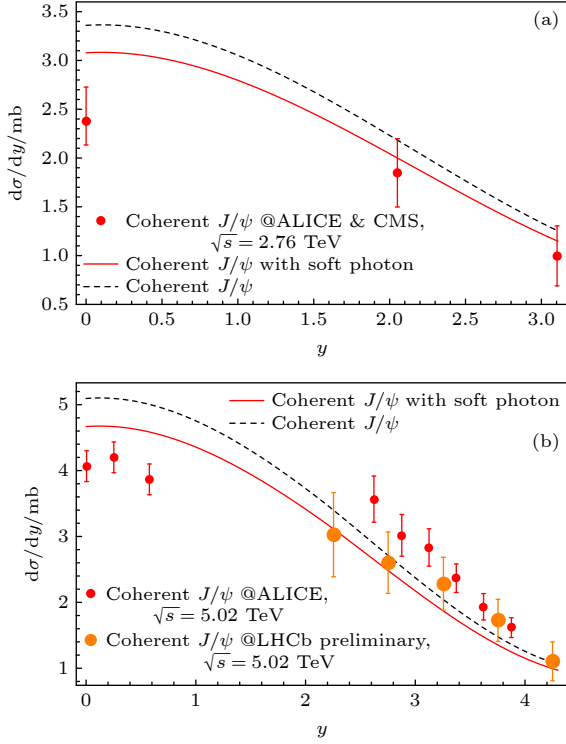 (a)
3.5
3.0
2.5
2.0
1.5
1.0
0.5
dσ/dy/mb
Coherent J/ψ @ALICE & CMS,
√s = 2.76 TeV
Coherent J/ψ with soft photon
Coherent J/ψ
0 0.5 1.0 1.5 2.0 2.5 3.0
y
Coherent J/ψ with soft photon
Coherent J/ψ
(b)
5
4
3
2
1
dσ/dy/mb
Coherent J/ψ @ALICE,
√s = 5.02 TeV
Coherent J/ψ @LHCb preliminary,
√s = 5.02 TeV
0 1 2 3 4
y